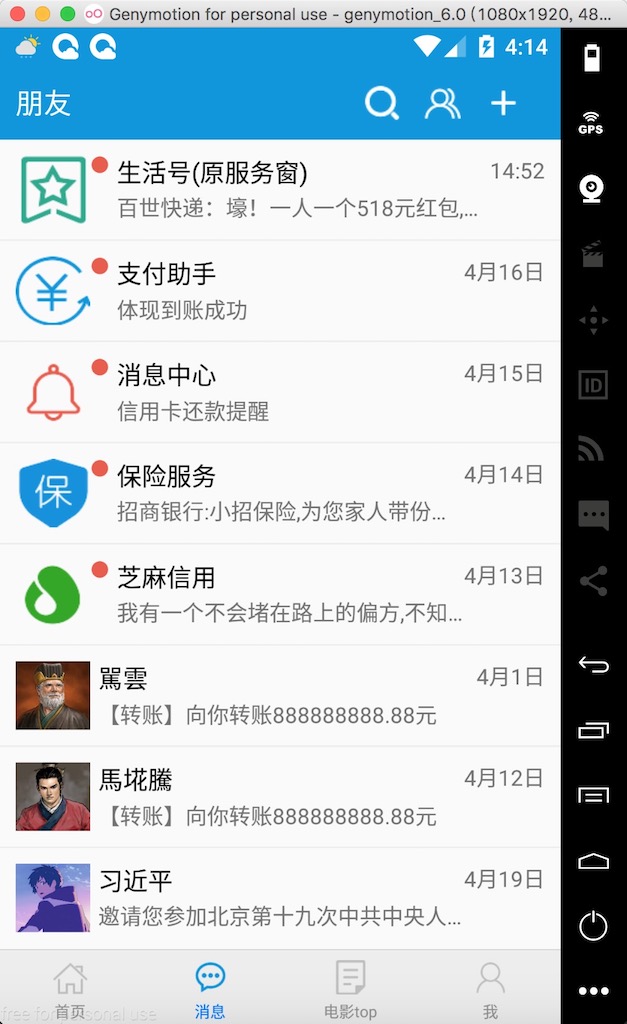 Genymotion for personal use - genymotion_6.0 (1080x1920, 48...
4:14
朋友
GPS
生活号(原服务窗)
14:52
百世快递：壕！一人一个518元红包,...
支付助手
4月16日
体现到账成功
消息中心
4月15日
信用卡还款提醒
保
保险服务
4月14日
招商银行:小招保险,为您家人带份...
芝麻信用
4月13日
我有一个不会堵在路上的偏方,不知...
ID
駡雲
4月1日
【转账】向你转账888888888.88元
馬埖騰
4月12日
【转账】向你转账888888888.88元
习近平
4月19日
邀请您参加北京第十九次中共中央人...
首页
消息
电影top
我
free for personal use